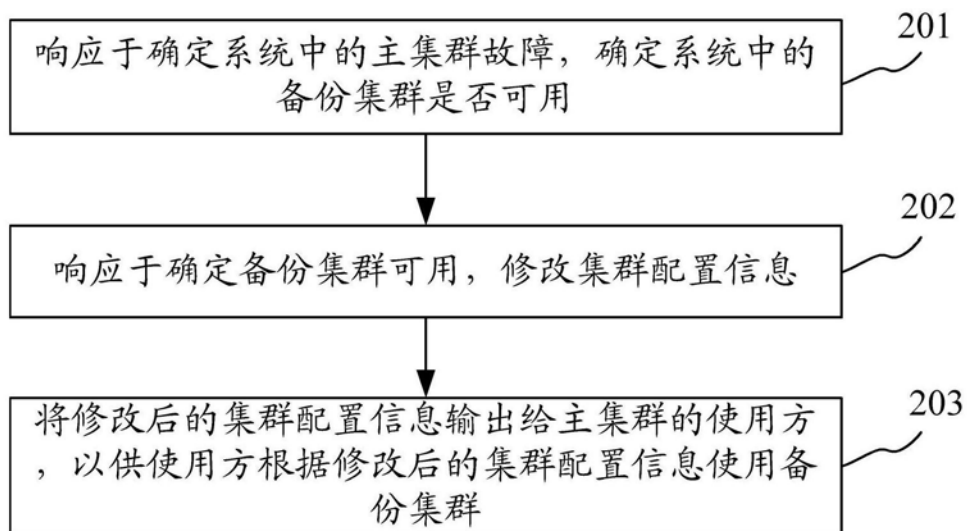 响应于确定系统中的主集群故障，确定系统中的
备份集群是否可用
201
响应于确定备份集群可用，修改集群配置信息
202
将修改后的集群配置信息输出给主集群的使用方
，以供使用方根据修改后的集群配置信息使用备
份集群
203